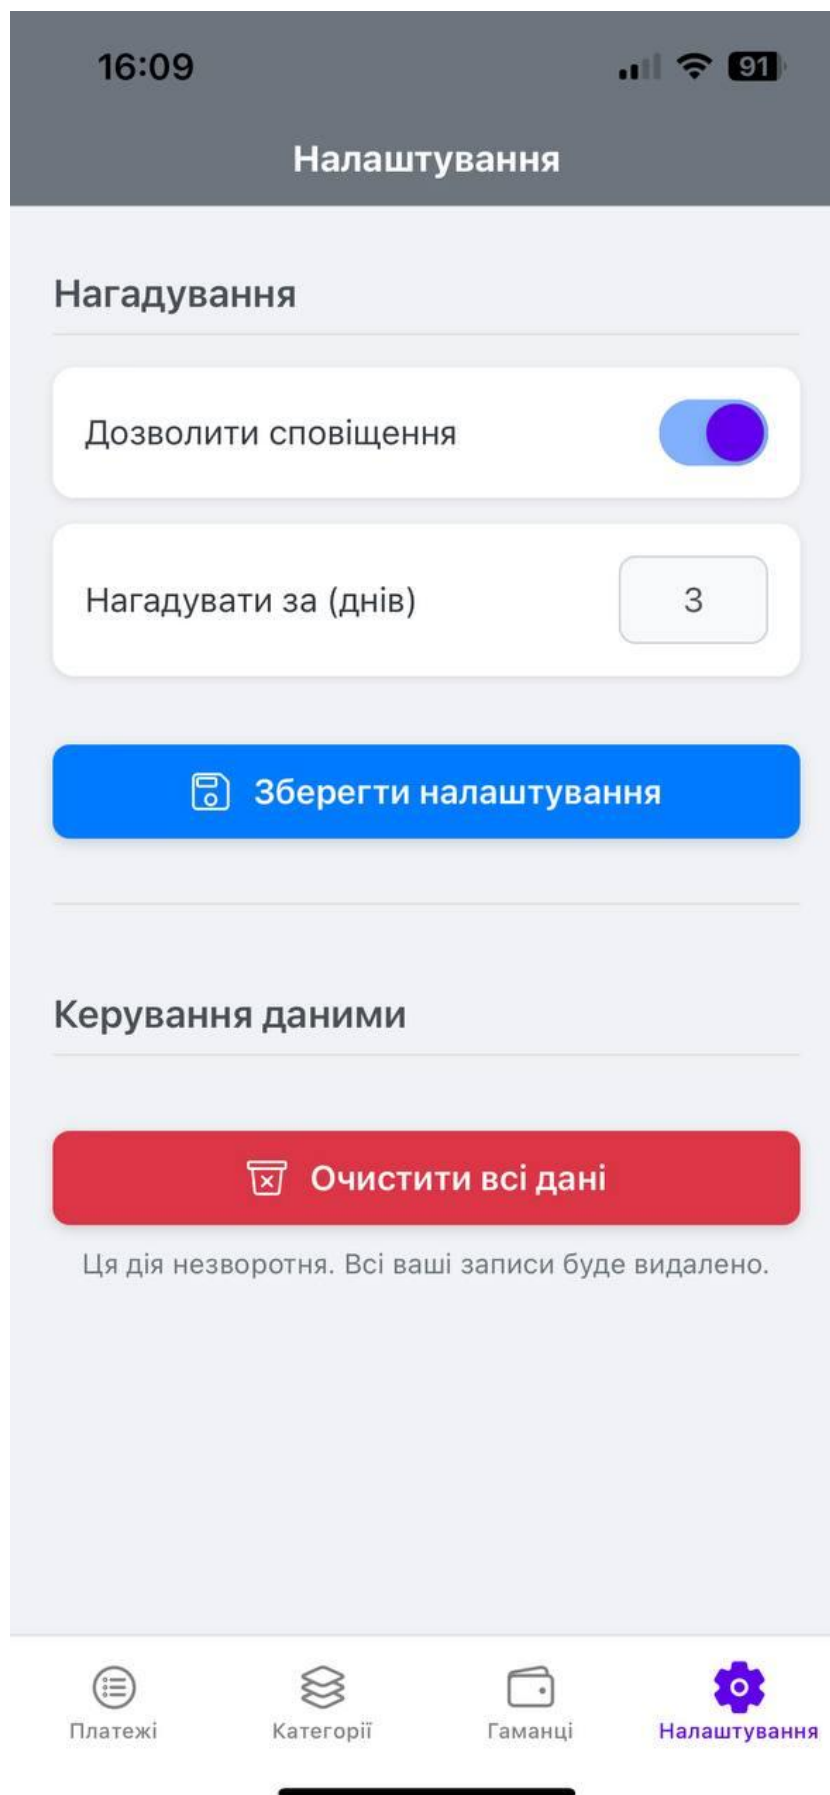 16:09
91
Налаштування
Нагадування
Дозволити сповіщення
Нагадувати за (днів)
3
Зберегти налаштування
Керування даними
Очистити всі дані
Ця дія незворотня. Всі ваші записи буде видалено.
Платежі
Категорії
Гаманці
Налаштування